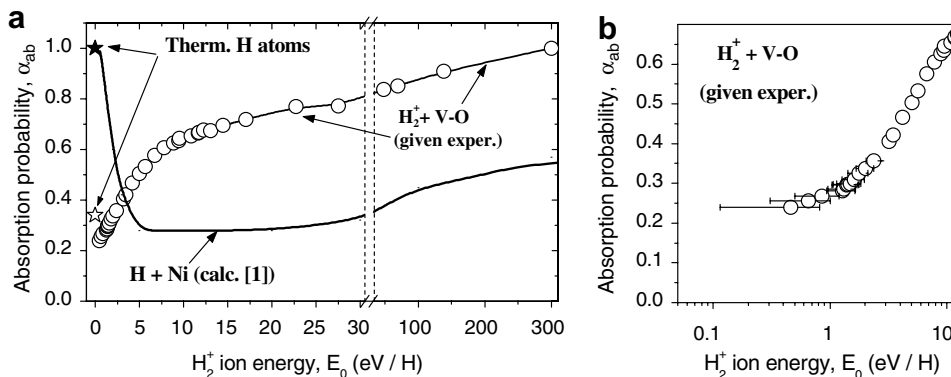 a
Absorption probability, α_ab
1.0
0.8
0.6
0.4
0.2
0.0
Therm. H atoms
H₂⁺ + V-O
(given exper.)
H + Ni (calc. [1])
0 5 10 15 20 25 30 100 200 300
H₂⁺ ion energy, E₀ (eV / H)
b
Absorption probability, α_ab
0.6
0.5
0.4
0.3
0.2
0.1
0.0
H₂⁺ + V-O
(given exper.)
0.1 1
H₂⁺ ion energy, E₀ (eV / H)